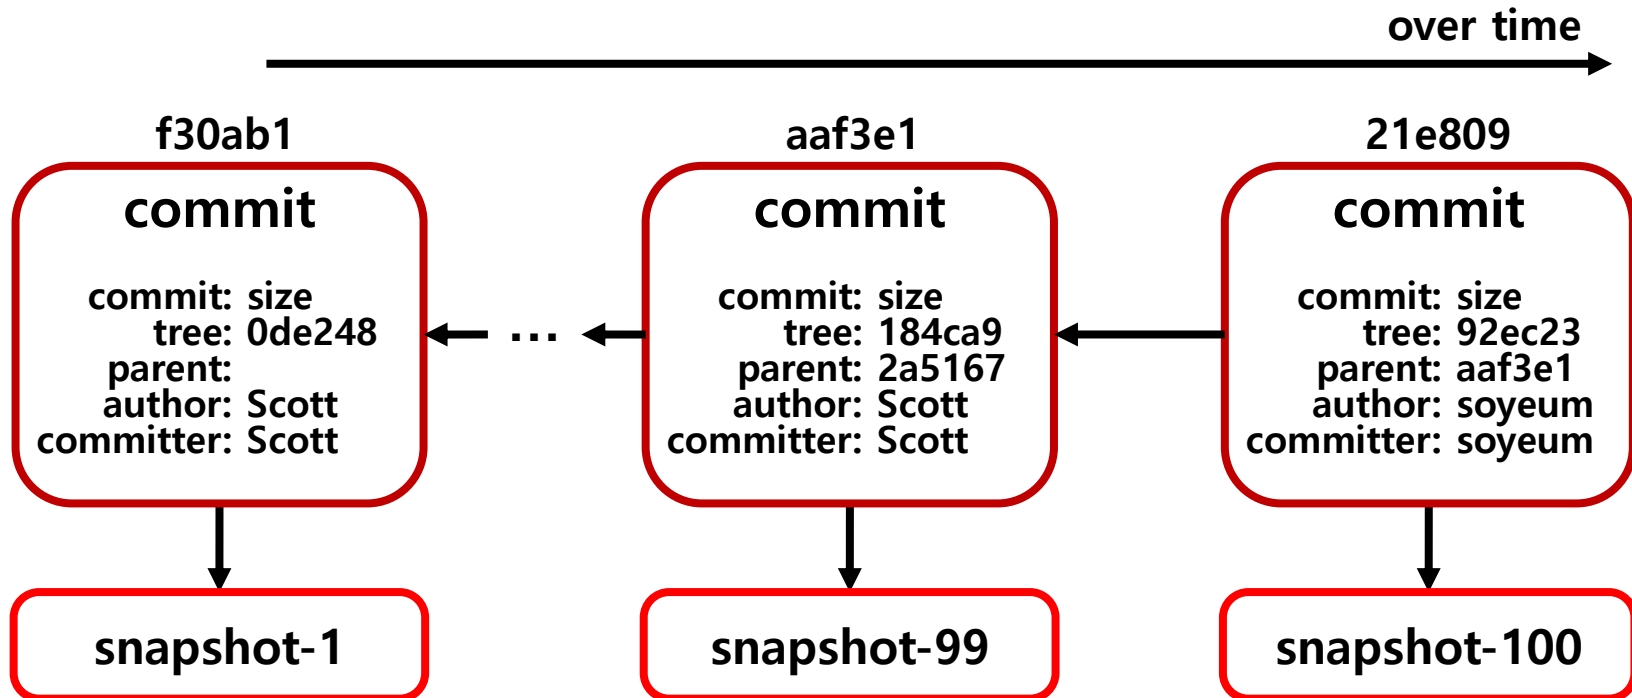 over time
f30ab1
commit
commit: size
tree: 0de248
parent:
author: Scott
committer: Scott
snapshot-1
...
aaf3e1
commit
commit: size
tree: 184ca9
parent: 2a5167
author: Scott
committer: Scott
snapshot-99
21e809
commit
commit: size
tree: 92ec23
parent: aaf3e1
author: soyeum
committer: soyeum
snapshot-100